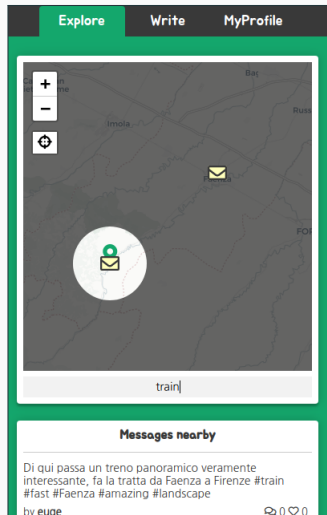 Explore Write MyProfile
+
−
Imola
train
Messages nearby
Di qui passa un treno panoramico veramente
interessante, fa la tratta da Faenza a Firenze #train
#fast #Faenza #amazing #landscape
by euge 0 0